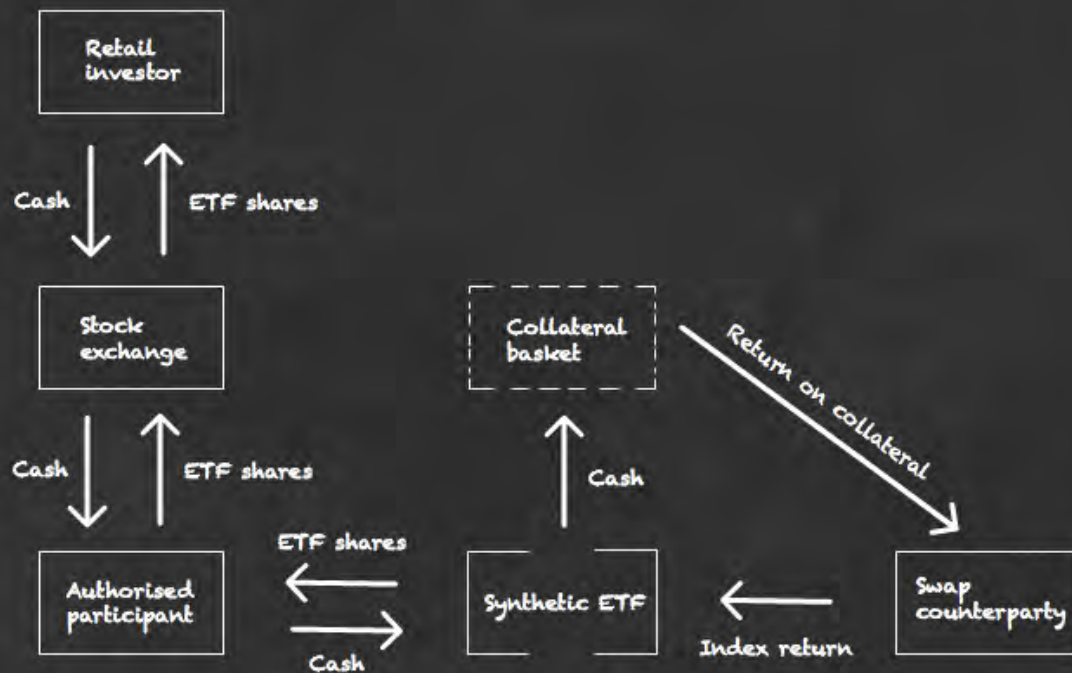 Retail
investor
Cash
ETF shares
Stock
exchange
Collateral
basket
Return on collateral
Cash
ETF shares
Cash
ETF shares
Authorised
participant
Synthetic ETF
Swap
counterparty
Cash
Index return